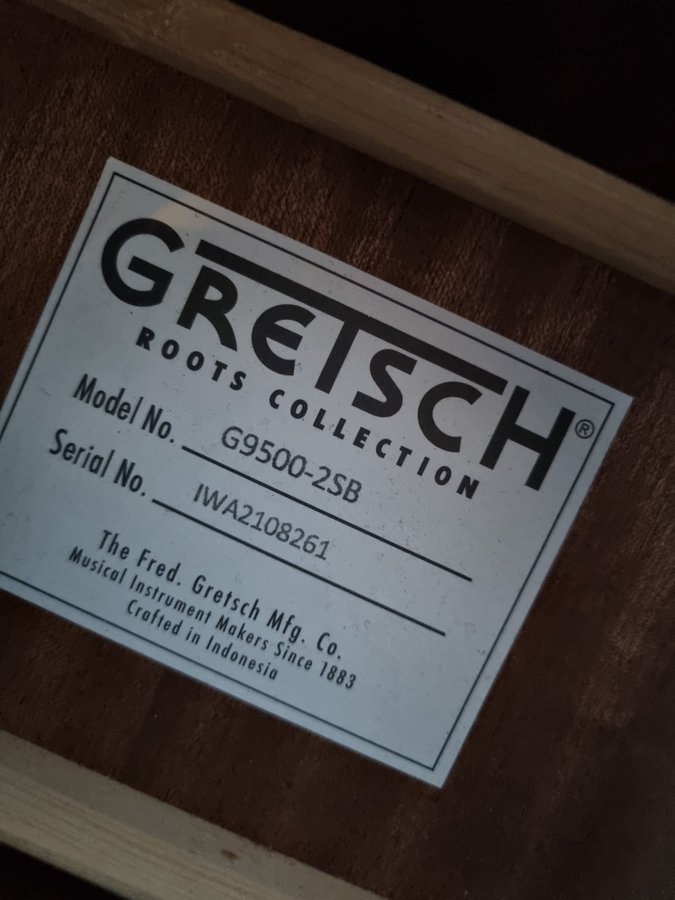 GRETSCH®
ROOTS COLLECTION
Model No. G9500-2SB
Serial No. IWA2108261
The Fred. Gretsch Mfg. Co.
Musical Instrument Makers Since 1883
Crafted in Indonesia